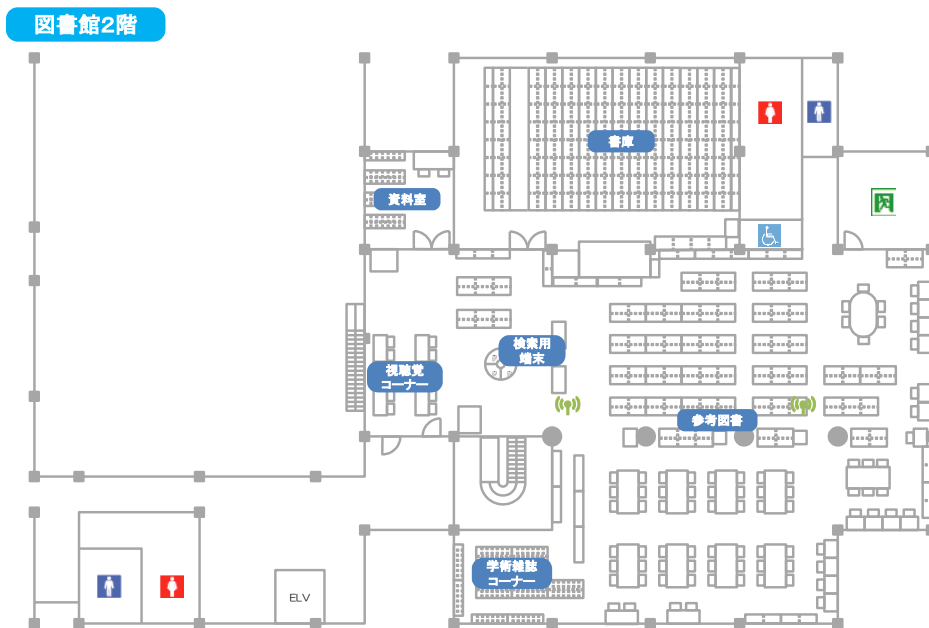 図書館2階
書庫
資料室
検索用
端末
視聴覚
コーナー
参考図書
学術雑誌
コーナー
ELV